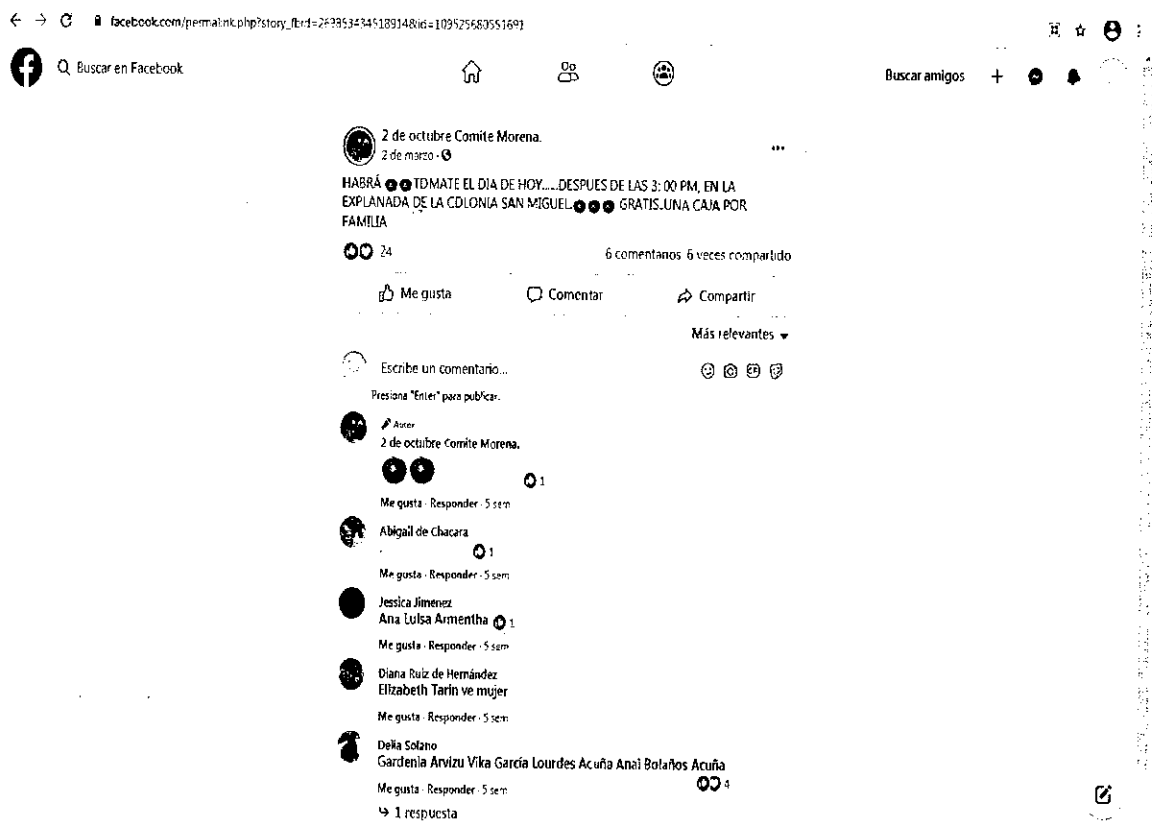 facebook.com/permalink.php?story_fbid=2698534345189148&id=109525680551691
Buscar en Facebook
Buscar amigos
2 de octubre Comite Morena.
2 de marzo ·
HABRÁ TOMATE EL DIA DE HOY......DESPUES DE LAS 3: 00 PM, EN LA
EXPLANADA DE LA COLONIA SAN MIGUEL. GRATIS.UNA CAJA POR
FAMILIA
24
6 comentarios 6 veces compartido
Me gusta Comentar Compartir
Más relevantes
Escribe un comentario...
Presiona "Enter" para publicar.
Autor
2 de octubre Comite Morena.
1
Me gusta · Responder · 5 sem
Abigail de Chacara
.
1
Me gusta · Responder · 5 sem
Jessica Jimenez
Ana Luisa Armentha 1
Me gusta · Responder · 5 sem
Diana Ruiz de Hernández
Elizabeth Tarin ve mujer
Me gusta · Responder · 5 sem
Delia Solano
Gardenia Arvizu Vika García Lourdes Acuña Anai Bolaños Acuña
4
Me gusta · Responder · 5 sem
1 respuesta